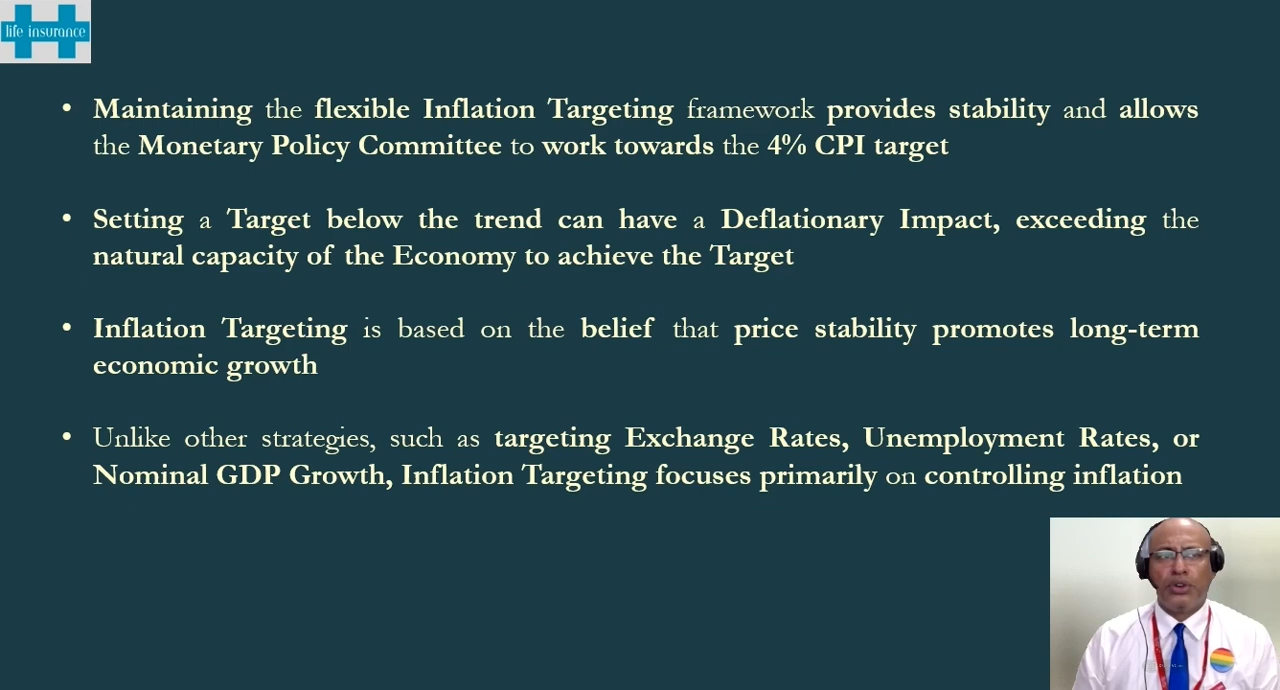 life insurance
• Maintaining the flexible Inflation Targeting framework provides stability and allows
the Monetary Policy Committee to work towards the 4% CPI target
• Setting a Target below the trend can have a Deflationary Impact, exceeding the
natural capacity of the Economy to achieve the Target
• Inflation Targeting is based on the belief that price stability promotes long-term
economic growth
• Unlike other strategies, such as targeting Exchange Rates, Unemployment Rates, or
Nominal GDP Growth, Inflation Targeting focuses primarily on controlling inflation